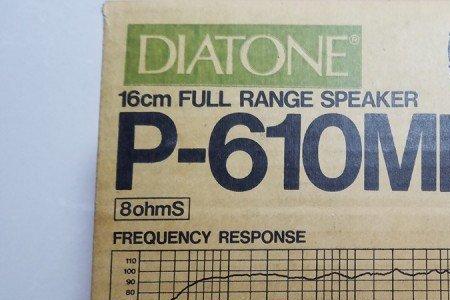 DIATONE®
16cm FULL RANGE SPEAKER
P-610M
8ohmS
FREQUENCY RESPONSE
110
100
90
80